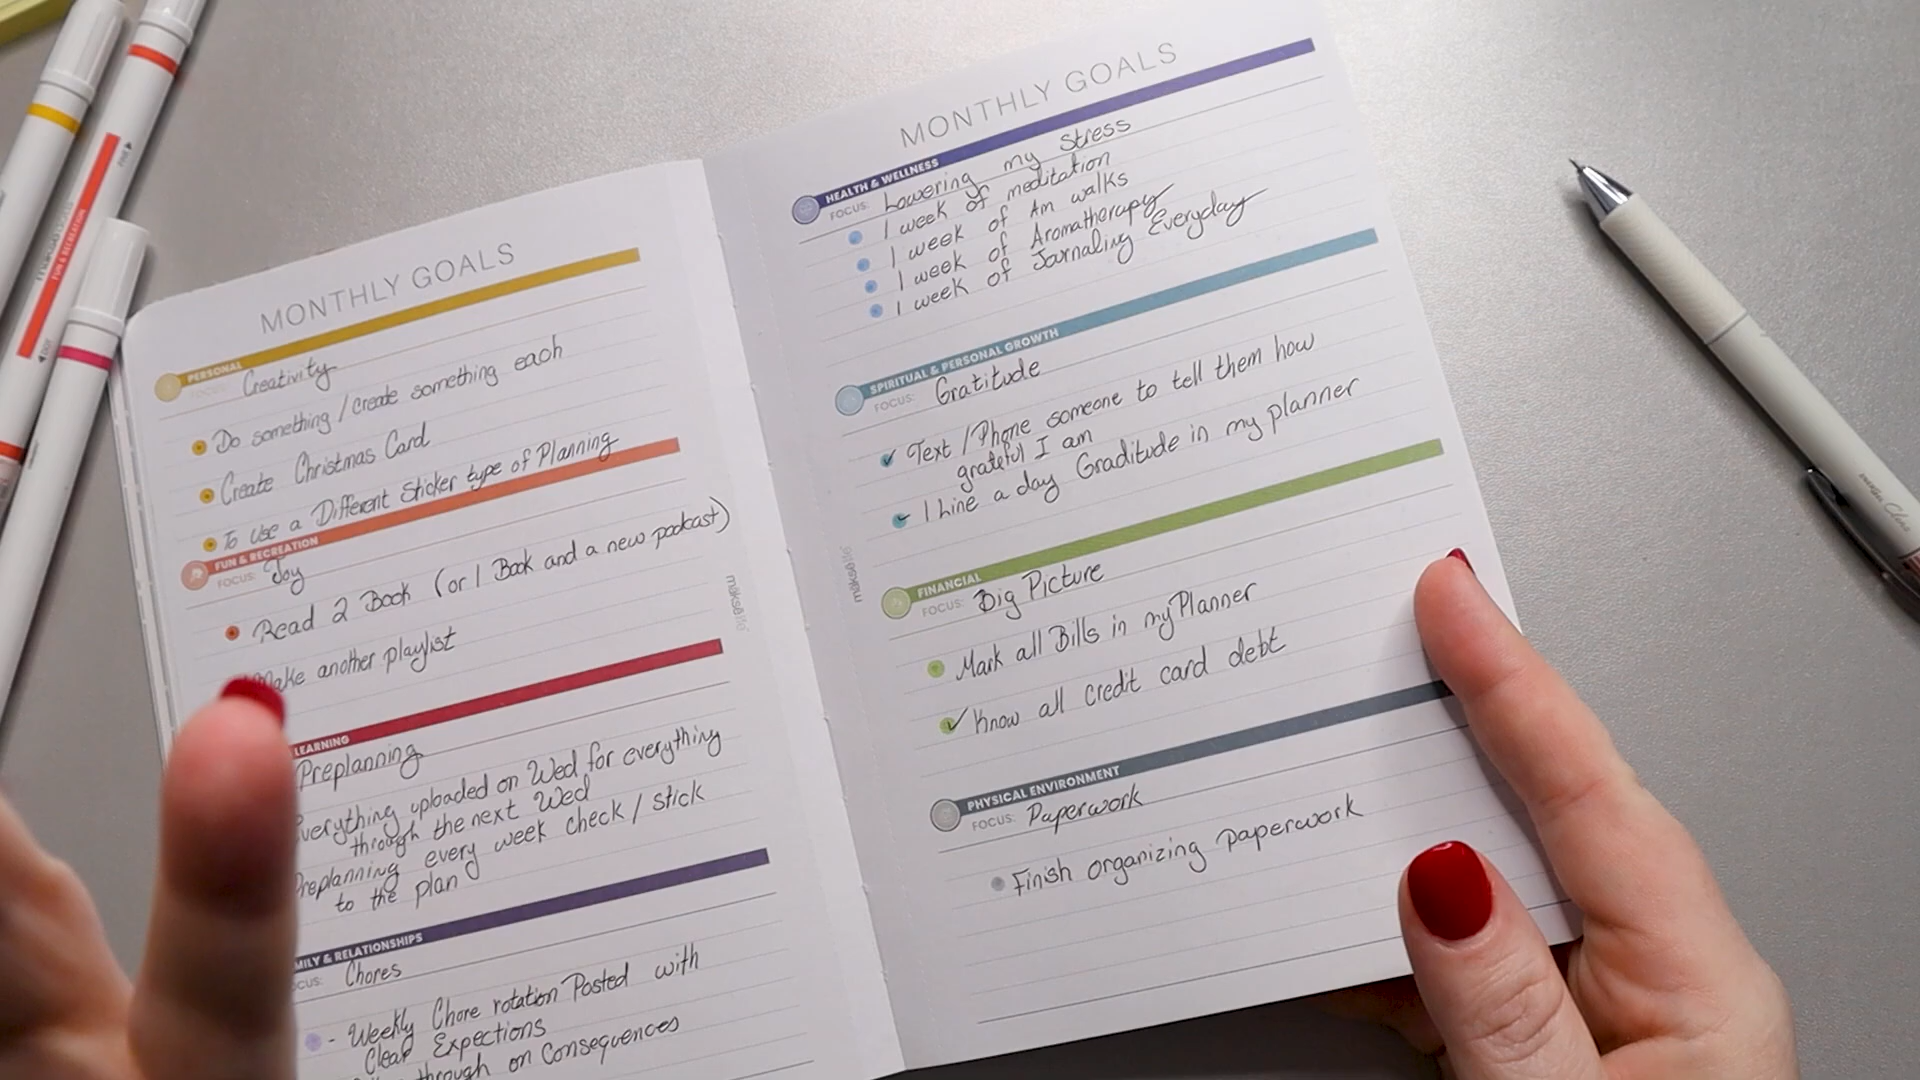 MONTHLY GOALS
PERSONAL
FOCUS: Creativity
Do something / create something each
Create Christmas Card
To use a Different Sticker type of Planning
FUN & RECREATION
FOCUS: Joy
Read 2 Book (or 1 Book and a new podcast)
Make another playlist
LEARNING
Preplanning
everything uploaded on Wed for everything
through the next Wed
Preplanning every week check / stick
to the plan
MILY & RELATIONSHIPS
OCUS: Chores
- Weekly Chore rotation Posted with
Clear Expections
through on Consequences
makselife
MONTHLY GOALS
HEALTH & WELLNESS
FOCUS: Lowering my Stress
1 week of meditation
1 week of Am walks
1 week of Aromatherapy
1 week of Journaling Everyday
SPIRITUAL & PERSONAL GROWTH
FOCUS: Gratitude
✓ Text / Phone someone to tell them how
grateful I am
✓ 1 Line a day Graditude in my planner
FINANCIAL
FOCUS: Big Picture
Mark all Bills in my Planner
✓ Know all credit card debt
PHYSICAL ENVIRONMENT
FOCUS: Paperwork
Finish organizing paperwork
makselife
FUN & RECREATION